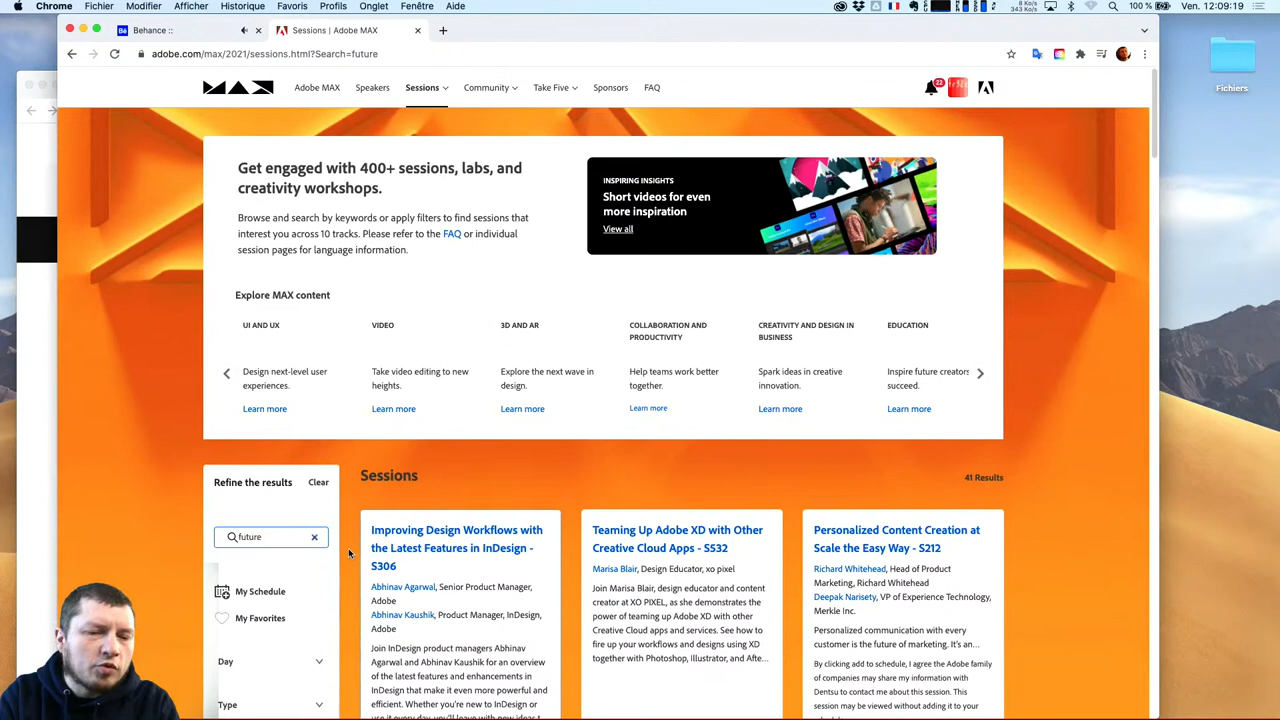 Chrome Fichier Modifier Afficher Historique Favoris Profils Onglet Fenêtre Aide
100 % Ven. 12:09:19
Bē Behance :: Sessions | Adobe MAX
adobe.com/max/2021/sessions.html?Search=future
Fichiers
MAX Adobe MAX Speakers Sessions Community Take Five Sponsors FAQ 22
Get engaged with 400+ sessions, labs, and
creativity workshops.
Browse and search by keywords or apply filters to find sessions that
interest you across 10 tracks. Please refer to the FAQ or individual
session pages for language information.
INSPIRING INSIGHTS
Short videos for even
more inspiration
View all
Explore MAX content
UI AND UX
Design next-level user
experiences.
Learn more
VIDEO
Take video editing to new
heights.
Learn more
3D AND AR
Explore the next wave in
design.
Learn more
COLLABORATION AND
PRODUCTIVITY
Help teams work better
together.
Learn more
CREATIVITY AND DESIGN IN
BUSINESS
Spark ideas in creative
innovation.
Learn more
EDUCATION
Inspire future creators
succeed.
Learn more
Refine the results Clear
future
My Schedule
My Favorites
Day
Type
Sessions
41 Results
Improving Design Workflows with
the Latest Features in InDesign -
S306
Abhinav Agarwal, Senior Product Manager,
Adobe
Abhinav Kaushik, Product Manager, InDesign,
Adobe
Join InDesign product managers Abhinav
Agarwal and Abhinav Kaushik for an overview
of the latest features and enhancements in
InDesign that make it even more powerful and
efficient. Whether you're new to InDesign or
Teaming Up Adobe XD with Other
Creative Cloud Apps - S532
Marisa Blair, Design Educator, xo pixel
Join Marisa Blair, design educator and content
creator at XO PIXEL, as she demonstrates the
power of teaming up Adobe XD with other
Creative Cloud apps and services. See how to
fire up your workflows and designs using XD
together with Photoshop, Illustrator, and Afte...
Personalized Content Creation at
Scale the Easy Way - S212
Richard Whitehead, Head of Product
Marketing, Richard Whitehead
Deepak Narisety, VP of Experience Technology,
Merkle Inc.
Personalized communication with every
customer is the future of marketing. It's an...
By clicking add to schedule, I agree the Adobe family
of companies may share my information with
Dentsu to contact me about this session. This
session may be viewed without adding it to your